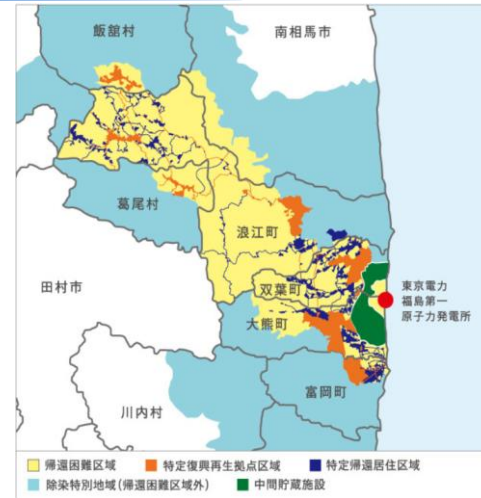 飯舘村
南相馬市
葛尾村
浪江町
田村市
双葉町
大熊町
東京電力
福島第一
原子力発電所
富岡町
川内村
帰還困難区域
特定復興再生拠点区域
特定帰還居住区域
除染特別地域(帰還困難区域外)
中間貯蔵施設